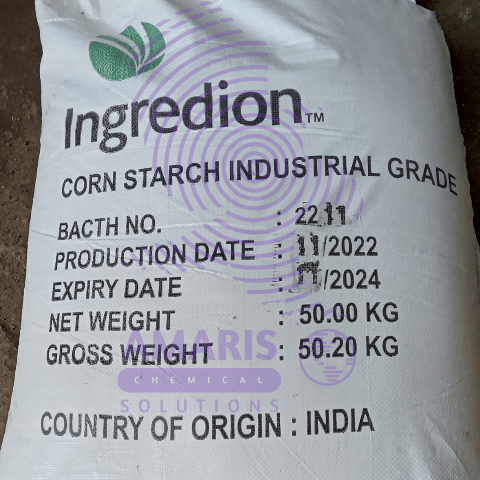 Ingredion™
CORN STARCH INDUSTRIAL GRADE
BACTH NO. : 2211
PRODUCTION DATE : 11/2022
EXPIRY DATE : /2024
NET WEIGHT : 50.00 KG
GROSS WEIGHT : 50.20 KG
AMARIS
CHEMICAL
SOLUTIONS
COUNTRY OF ORIGIN : INDIA